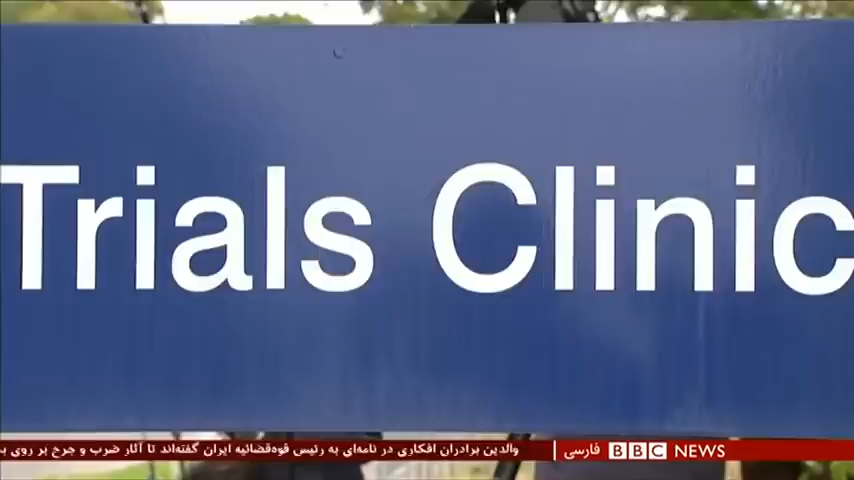 Trials Clinic
والدین برادران افکاری در نامه‌ای به رئیس قوه‌قضائیه ایران گفته‌اند تا آثار ضرب و جرح بر روی
فارسی BBC NEWS